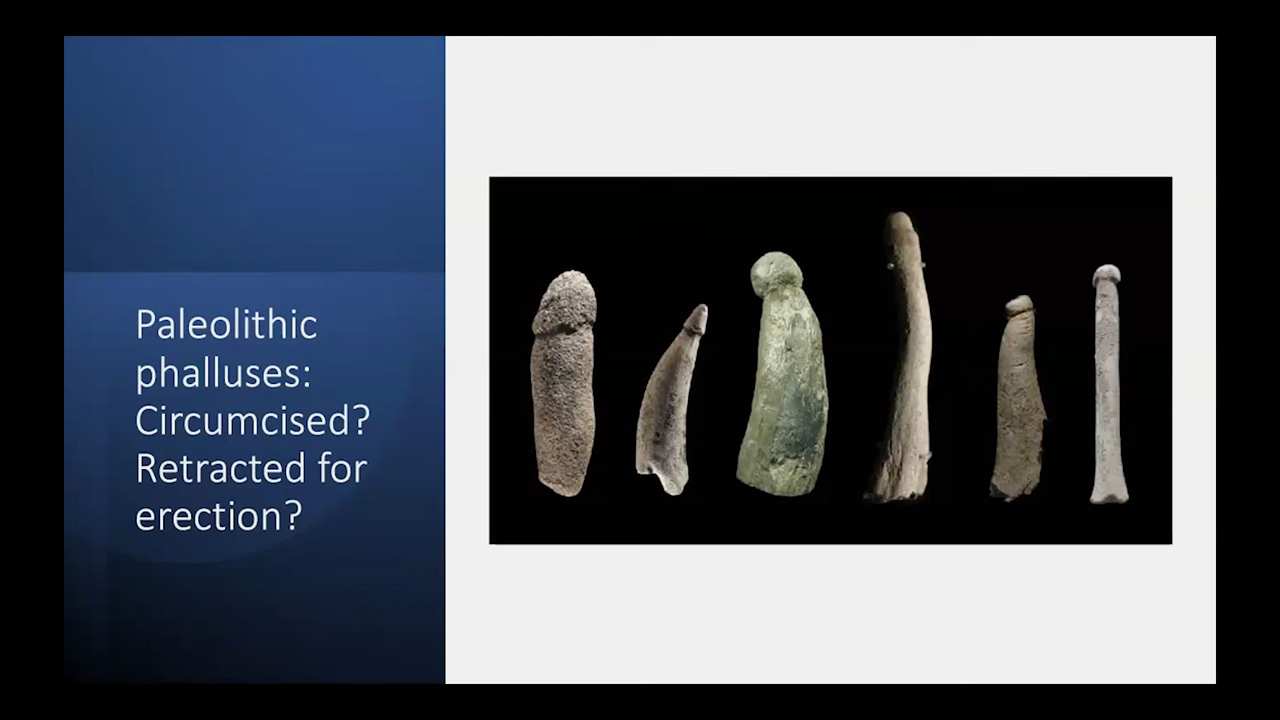 Paleolithic
phalluses:
Circumcised?
Retracted for
erection?